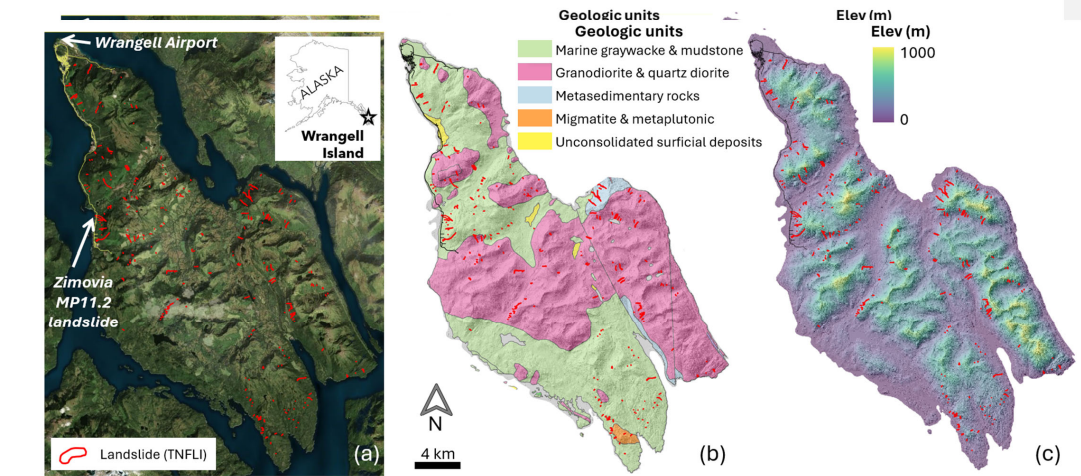 Wrangell Airport
ALASKA
Wrangell
Island
Zimovia
MP11.2
landslide
Landslide (TNFLI)
(a)
Geologic units
Geologic units
Marine graywacke & mudstone
Granodiorite & quartz diorite
Metasedimentary rocks
Migmatite & metaplutonic
Unconsolidated surficial deposits
N
4 km
(b)
Elev (m)
Elev (m)
1000
0
(c)